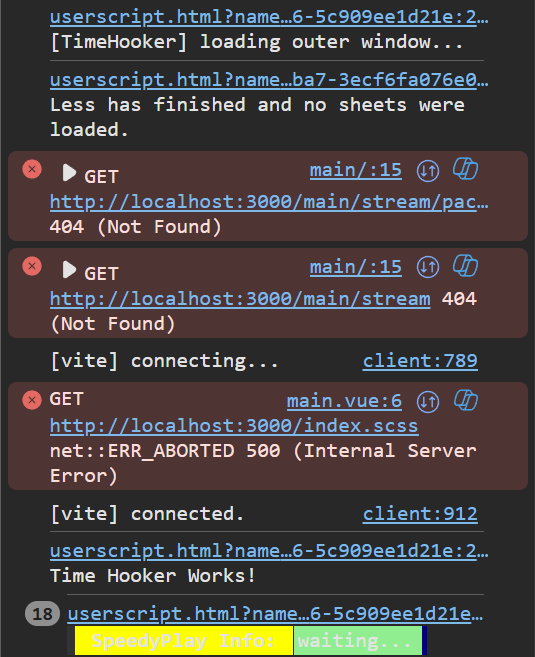 userscript.html?name…6-5c909ee1d21e:2…
[TimeHooker] loading outer window...
userscript.html?name…ba7-3ecf6fa076e0…
Less has finished and no sheets were
loaded.
GET main/:15
http://localhost:3000/main/stream/pac…
404 (Not Found)
GET main/:15
http://localhost:3000/main/stream 404
(Not Found)
[vite] connecting... client:789
GET main.vue:6
http://localhost:3000/index.scss
net::ERR_ABORTED 500 (Internal Server
Error)
[vite] connected. client:912
userscript.html?name…6-5c909ee1d21e:2…
Time Hooker Works!
18 userscript.html?name…6-5c909ee1d21e…
SpeedyPlay Info: waiting...